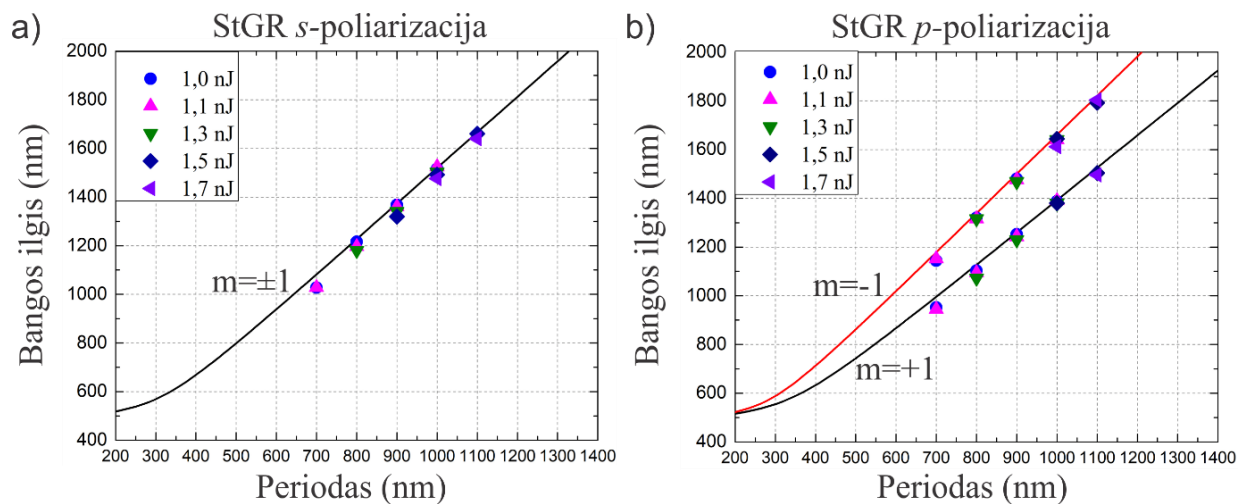 a)
StGR s-poliarizacija
Bangos ilgis (nm)
2000
1800
1600
1400
1200
1000
800
600
400
1,0 nJ
1,1 nJ
1,3 nJ
1,5 nJ
1,7 nJ
m=±1
200 300 400 500 600 700 800 900 1000 1100 1200 1300 1400
Periodas (nm)
b)
StGR p-poliarizacija
Bangos ilgis (nm)
2000
1800
1600
1400
1200
1000
800
600
400
1,0 nJ
1,1 nJ
1,3 nJ
1,5 nJ
1,7 nJ
m=-1
m=+1
200 300 400 500 600 700 800 900 1000 1100 1200 1300 1400
Periodas (nm)